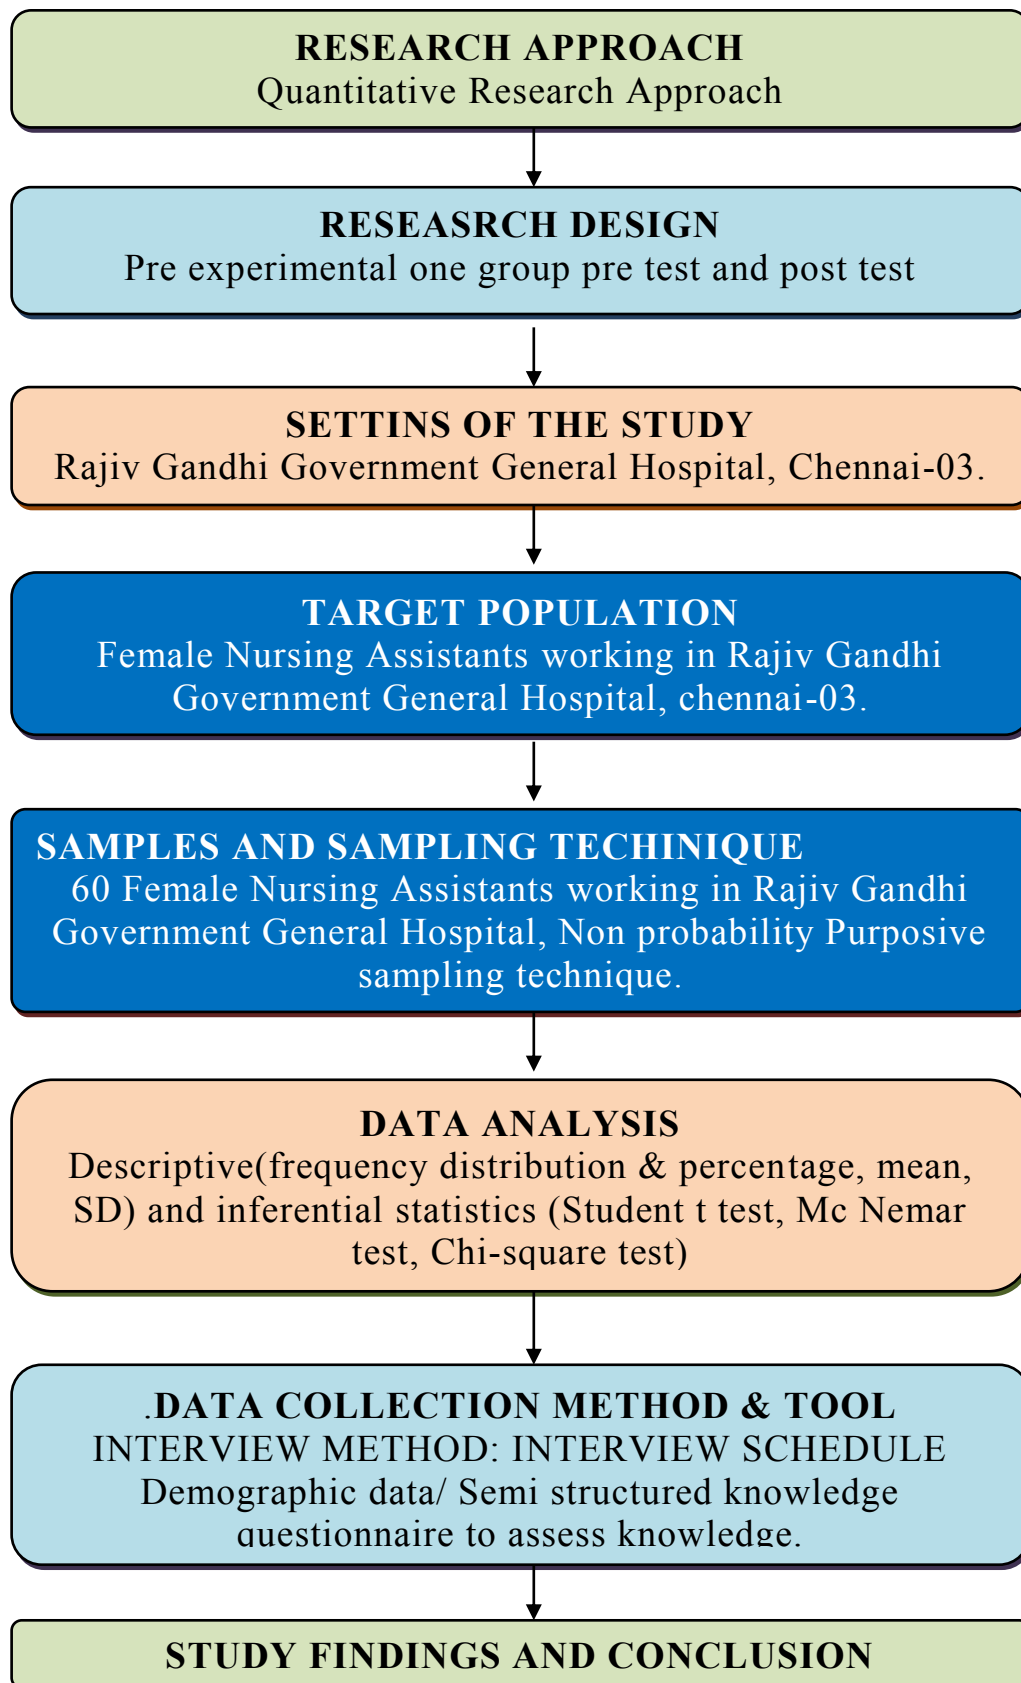 RESEARCH APPROACH
Quantitative Research Approach
RESEASRCH DESIGN
Pre experimental one group pre test and post test
SETTINS OF THE STUDY
Rajiv Gandhi Government General Hospital, Chennai-03.
TARGET POPULATION
Female Nursing Assistants working in Rajiv Gandhi
Government General Hospital, chennai-03.
SAMPLES AND SAMPLING TECHINIQUE
60 Female Nursing Assistants working in Rajiv Gandhi
Government General Hospital, Non probability Purposive
sampling technique.
DATA ANALYSIS
Descriptive(frequency distribution & percentage, mean,
SD) and inferential statistics (Student t test, Mc Nemar
test, Chi-square test)
.DATA COLLECTION METHOD & TOOL
INTERVIEW METHOD: INTERVIEW SCHEDULE
Demographic data/ Semi structured knowledge
questionnaire to assess knowledge.
STUDY FINDINGS AND CONCLUSION